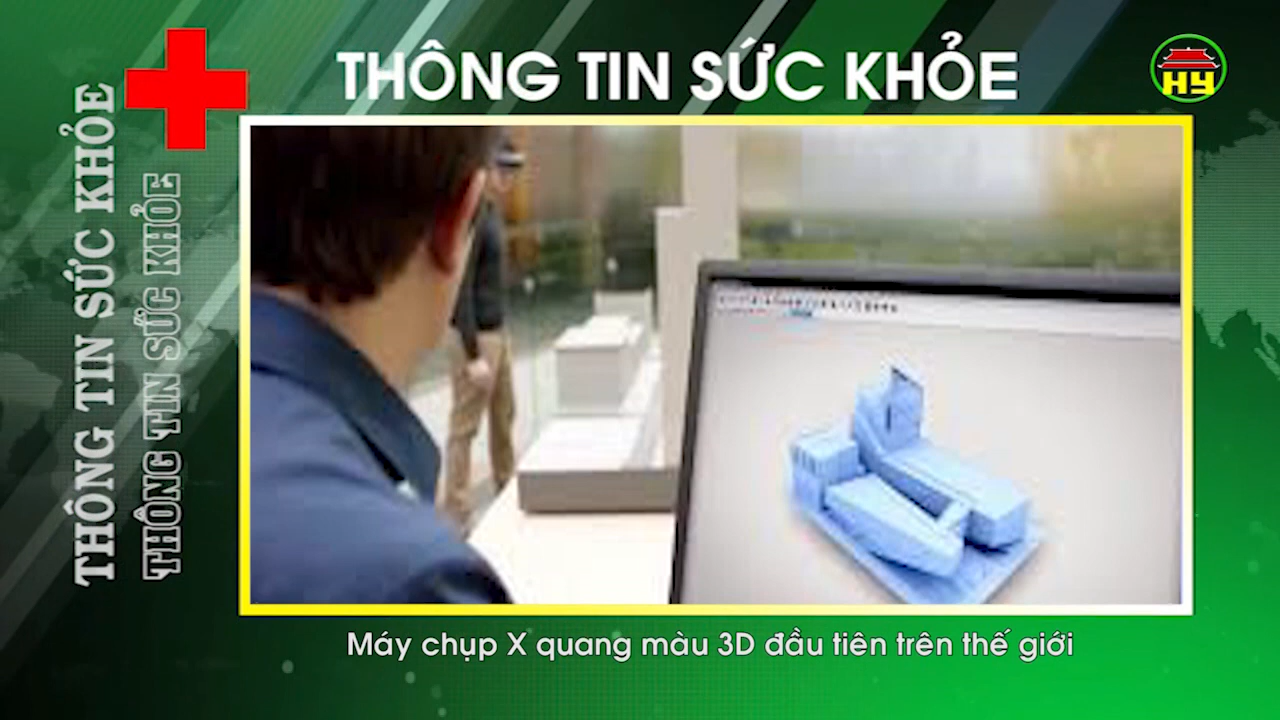 THÔNG TIN SỨC KHỎE
HY
THÔNG TIN SỨC KHỎE
THÔNG TIN SỨC KHỎE
Máy chụp X quang màu 3D đầu tiên trên thế giới